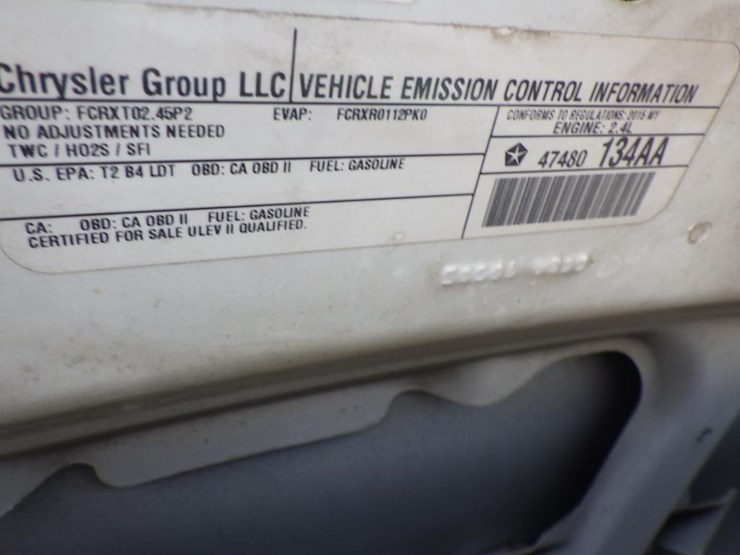 Chrysler Group LLC VEHICLE EMISSION CONTROL INFORMATION
GROUP: FCRXT02.45P2 EVAP: FCRXR0112PK0
NO ADJUSTMENTS NEEDED
TWC / HO2S / SFI
U.S. EPA: T2 B4 LDT OBD: CA OBD II FUEL: GASOLINE
CA: OBD: CA OBD II FUEL: GASOLINE
CERTIFIED FOR SALE ULEV II QUALIFIED.
CONFORMS TO REGULATIONS: 2015 MY
ENGINE: 2.4L
47480 134AA